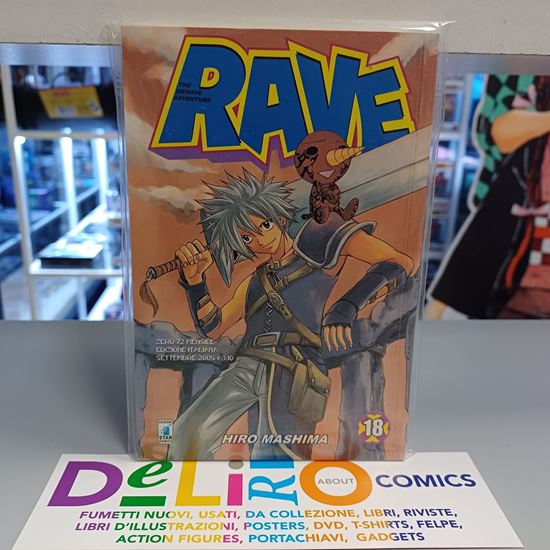 THE
GROOVE
ADVENTURE
RAVE
ZERO 72 MENSILE
EDIZIONE ITALIANA
SETTEMBRE 2005 €3,10
STAR
HIRO MASHIMA
18
DeLiRiO ABOUT COMICS
FUMETTI NUOVI, USATI, DA COLLEZIONE, LIBRI, RIVISTE,
LIBRI D'ILLUSTRAZIONI, POSTERS, DVD, T-SHIRTS, FELPE,
ACTION FIGURES, PORTACHIAVI, GADGETS